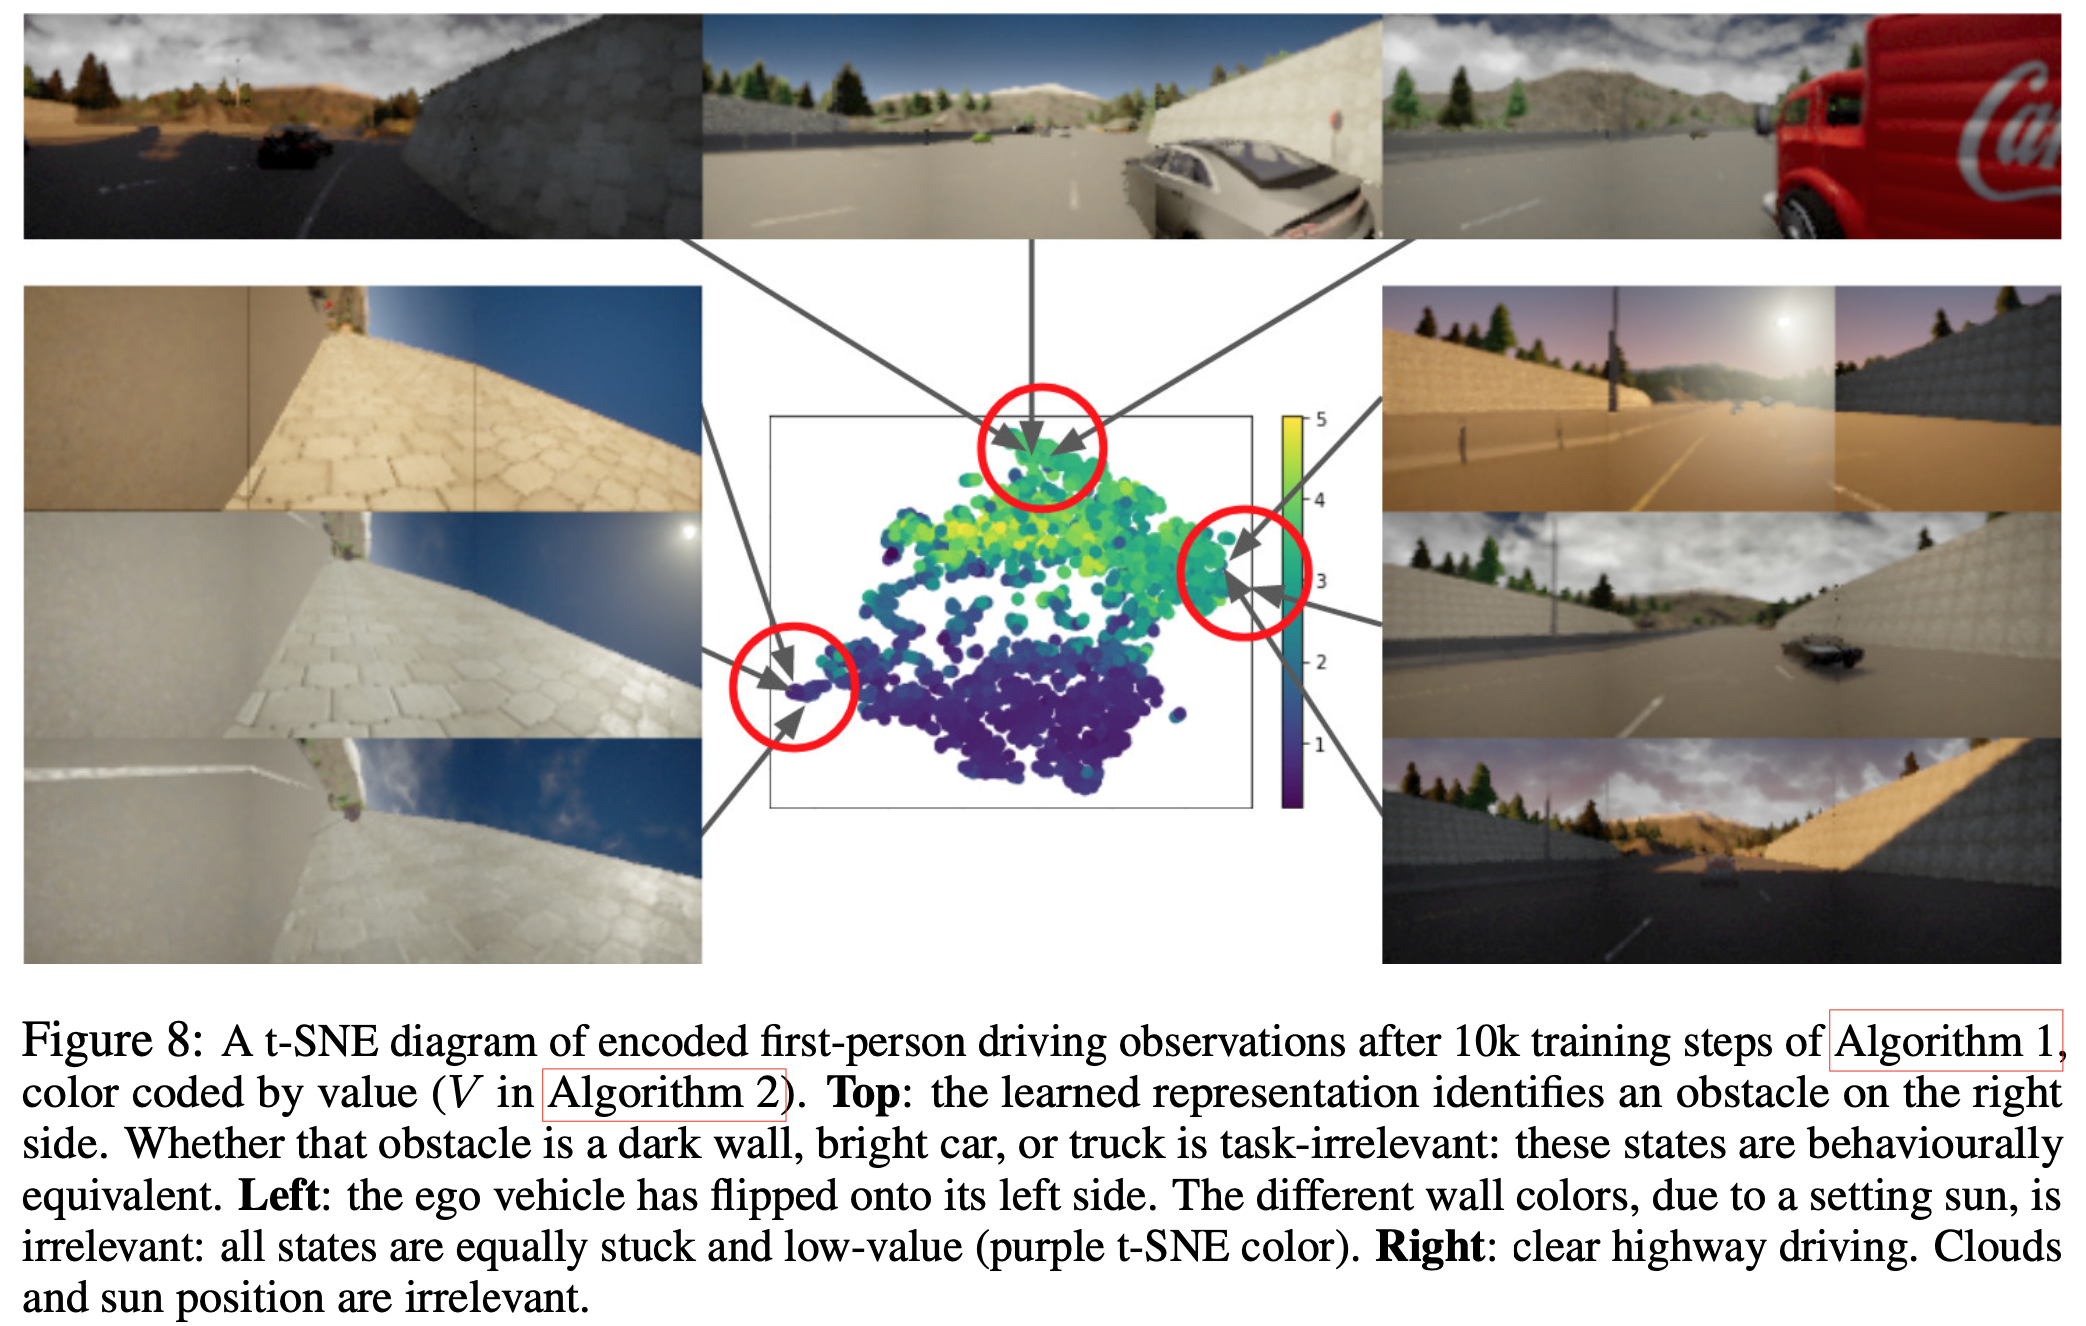 Ca
5
4
3
2
1
Figure 8: A t-SNE diagram of encoded first-person driving observations after 10k training steps of Algorithm 1,
color coded by value (V in Algorithm 2). Top: the learned representation identifies an obstacle on the right
side. Whether that obstacle is a dark wall, bright car, or truck is task-irrelevant: these states are behaviourally
equivalent. Left: the ego vehicle has flipped onto its left side. The different wall colors, due to a setting sun, is
irrelevant: all states are equally stuck and low-value (purple t-SNE color). Right: clear highway driving. Clouds
and sun position are irrelevant.